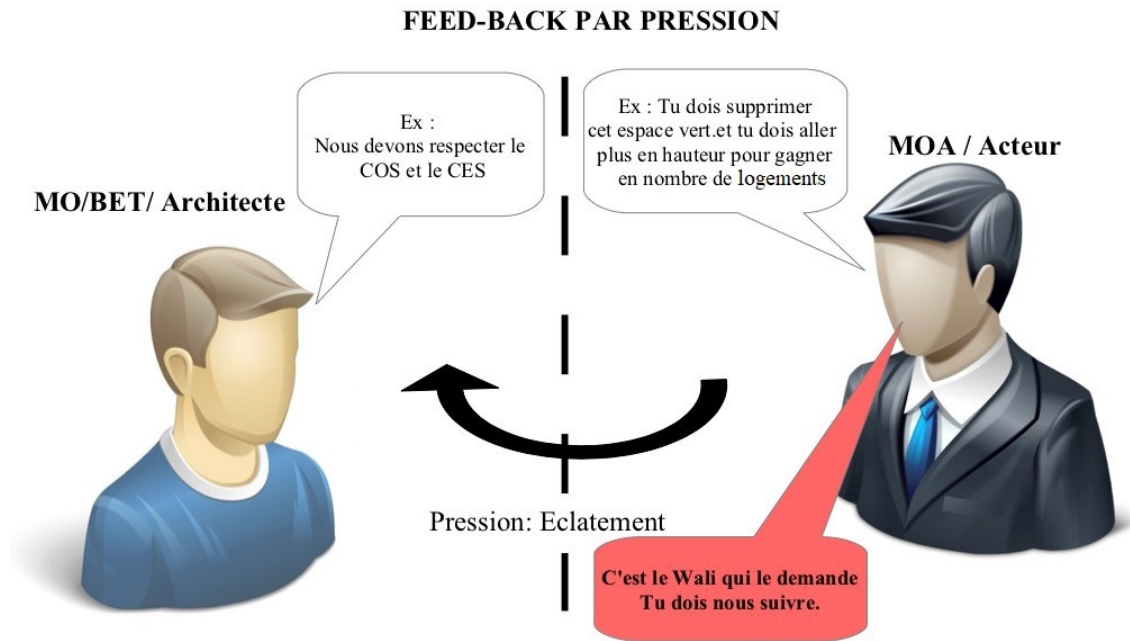 FEED-BACK PAR PRESSION
Ex :
Nous devons respecter le
COS et le CES
Ex : Tu dois supprimer
cet espace vert.et tu dois aller
plus en hauteur pour gagner
en nombre de logements
MO/BET/ Architecte
MOA / Acteur
Pression: Eclatement
C'est le Wali qui le demande
Tu dois nous suivre.